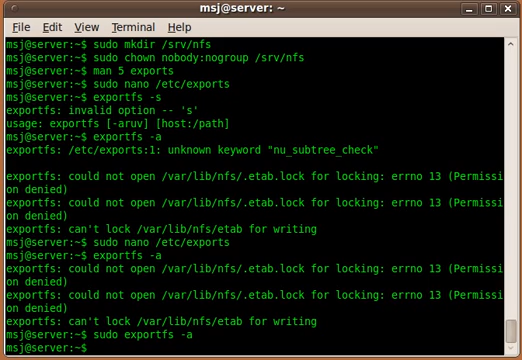 msj@server: ~
File Edit View Terminal Help
msj@server:~$ sudo mkdir /srv/nfs
msj@server:~$ sudo chown nobody:nogroup /srv/nfs
msj@server:~$ man 5 exports
msj@server:~$ sudo nano /etc/exports
msj@server:~$ exportfs -s
exportfs: invalid option -- 's'
usage: exportfs [-aruv] [host:/path]
msj@server:~$ exportfs -a
exportfs: /etc/exports:1: unknown keyword "nu_subtree_check"
exportfs: could not open /var/lib/nfs/.etab.lock for locking: errno 13 (Permissi
on denied)
exportfs: could not open /var/lib/nfs/.etab.lock for locking: errno 13 (Permissi
on denied)
exportfs: can't lock /var/lib/nfs/etab for writing
msj@server:~$ sudo nano /etc/exports
msj@server:~$ exportfs -a
exportfs: could not open /var/lib/nfs/.etab.lock for locking: errno 13 (Permissi
on denied)
exportfs: could not open /var/lib/nfs/.etab.lock for locking: errno 13 (Permissi
on denied)
exportfs: can't lock /var/lib/nfs/etab for writing
msj@server:~$ sudo exportfs -a
msj@server:~$